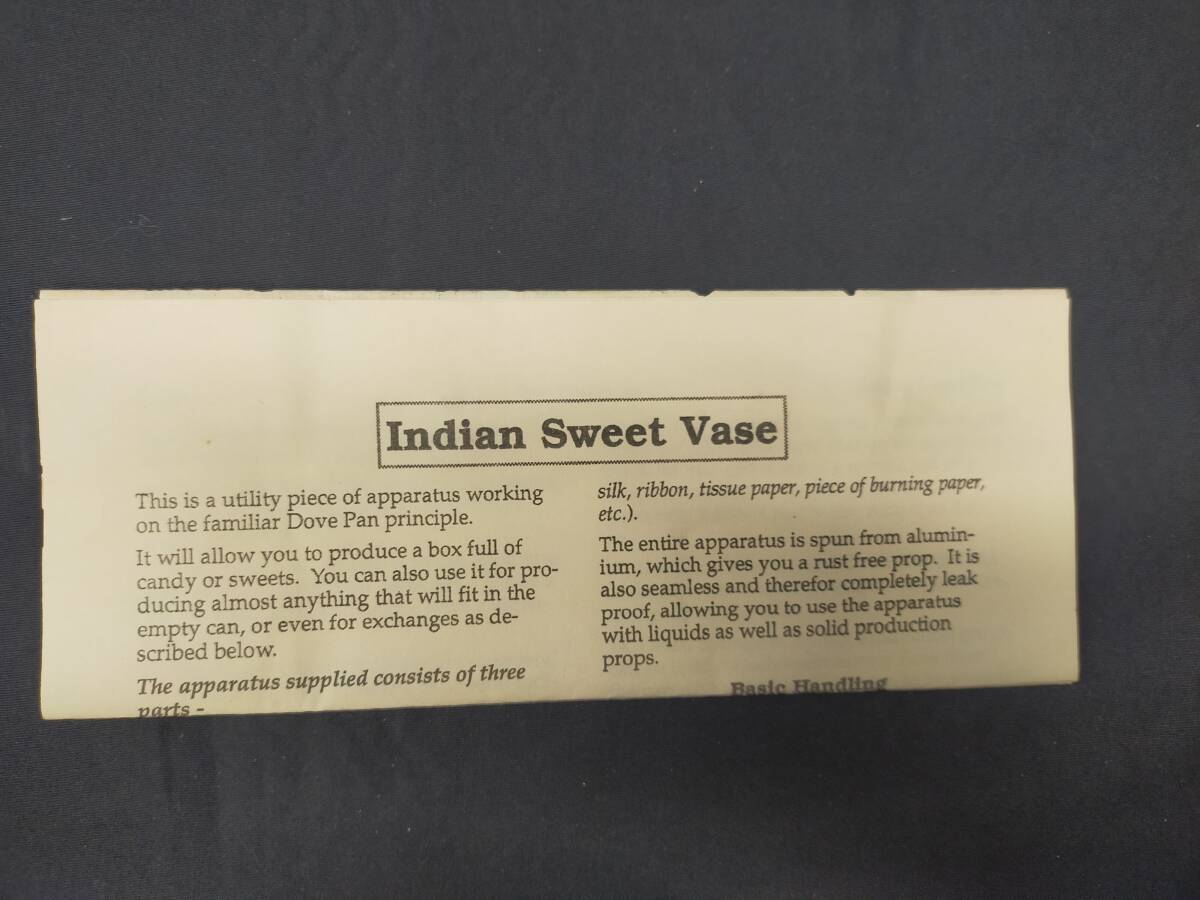 Indian Sweet Vase
This is a utility piece of apparatus working
on the familiar Dove Pan principle.
It will allow you to produce a box full of
candy or sweets. You can also use it for pro-
ducing almost anything that will fit in the
empty can, or even for exchanges as de-
scribed below.
The apparatus supplied consists of three
parts -
silk, ribbon, tissue paper, piece of burning paper,
etc.).
The entire apparatus is spun from alumin-
ium, which gives you a rust free prop. It is
also seamless and therefor completely leak
proof, allowing you to use the apparatus
with liquids as well as solid production
props.
Basic Handling